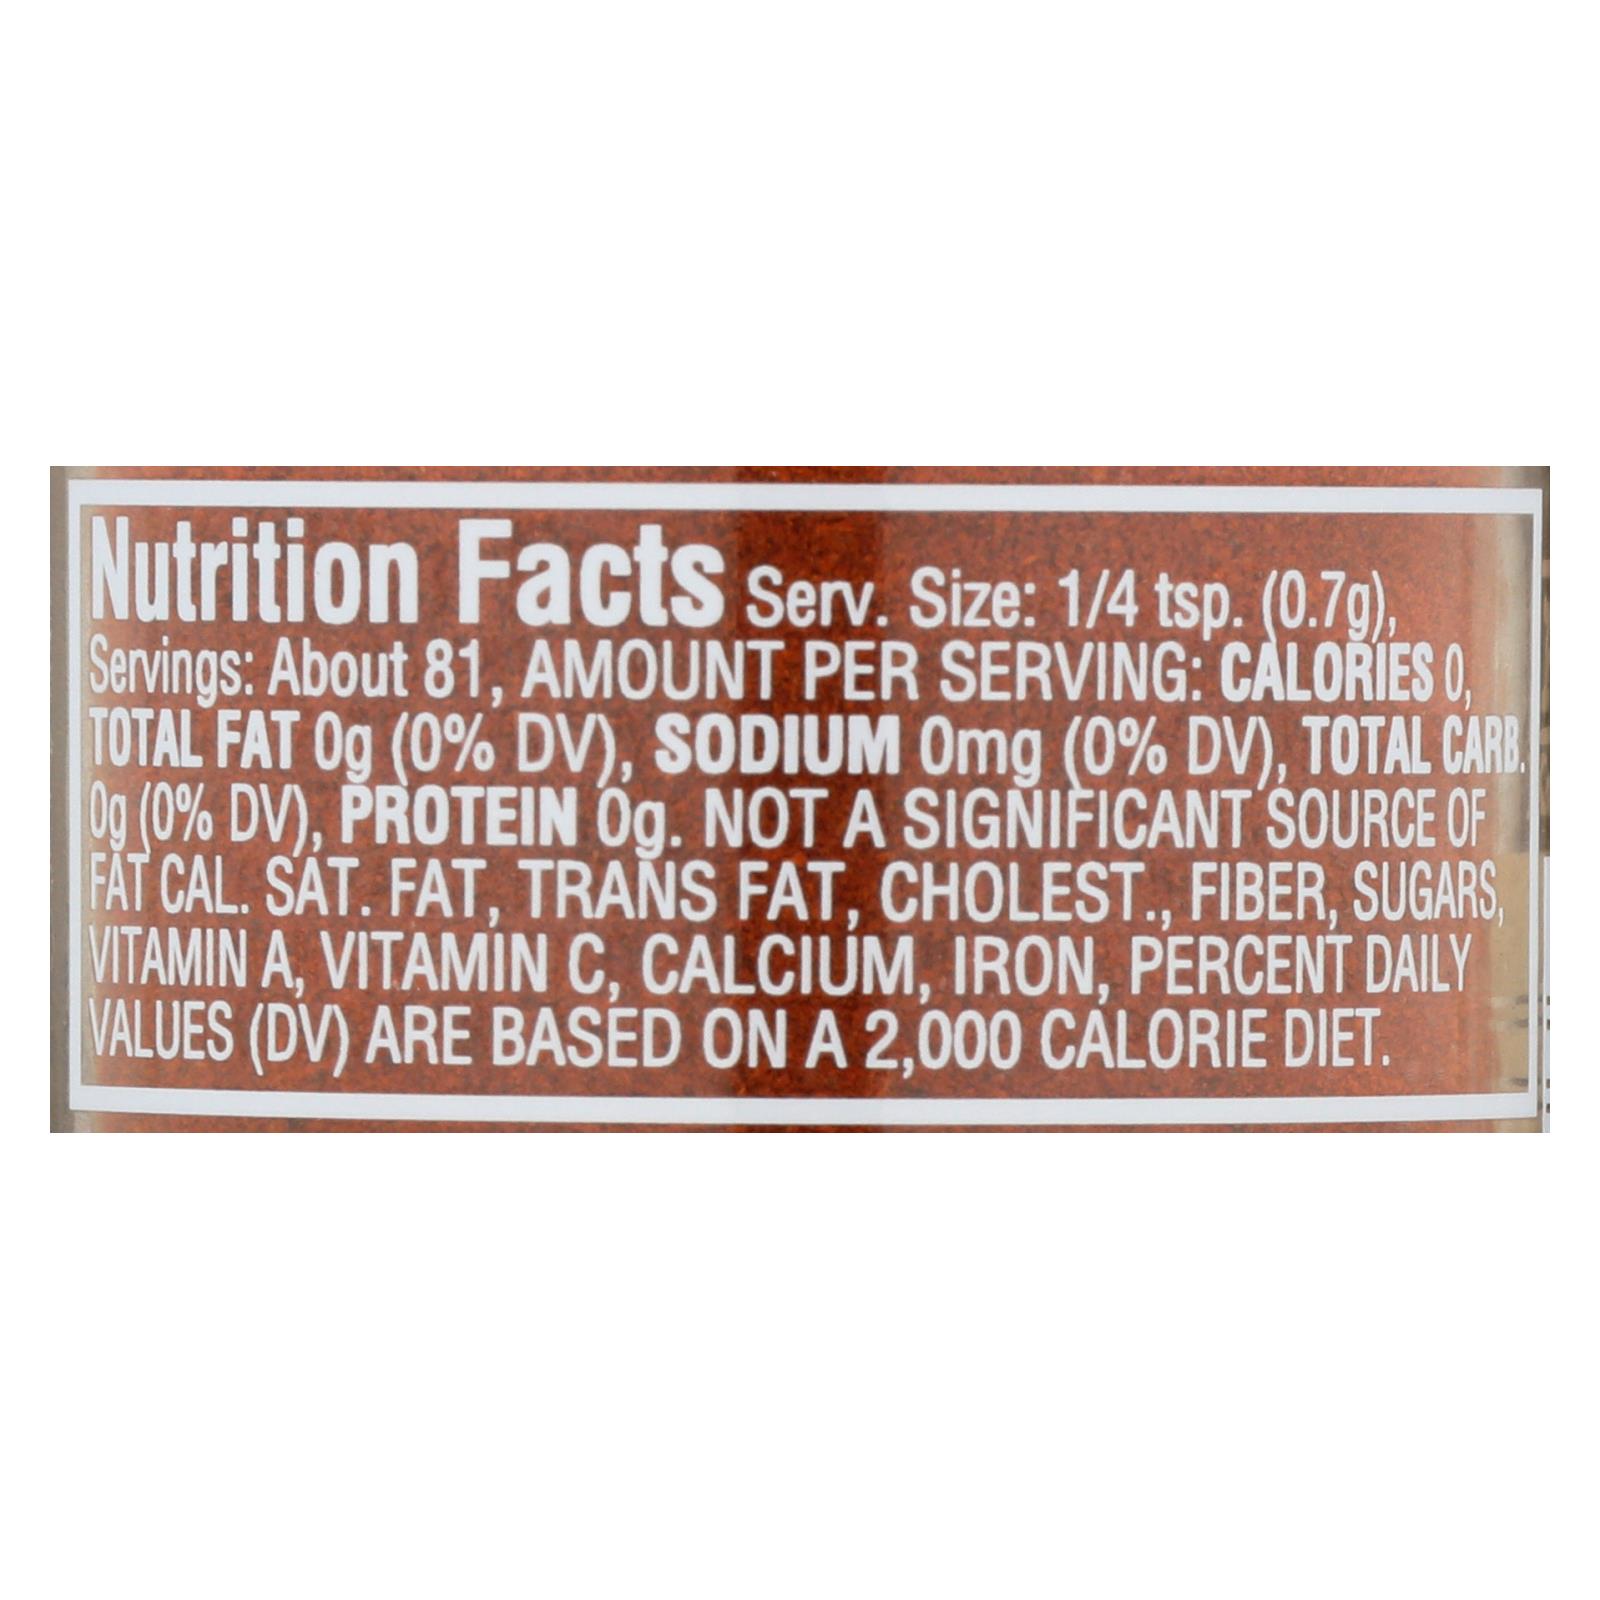 Nutrition Facts Serv. Size: 1/4 tsp. (0.7g),
Servings: About 81, AMOUNT PER SERVING: CALORIES 0,
TOTAL FAT 0g (0% DV), SODIUM 0mg (0% DV), TOTAL CARB.
0g (0% DV), PROTEIN 0g. NOT A SIGNIFICANT SOURCE OF
FAT CAL. SAT. FAT, TRANS FAT, CHOLEST., FIBER, SUGARS,
VITAMIN A, VITAMIN C, CALCIUM, IRON, PERCENT DAILY
VALUES (DV) ARE BASED ON A 2,000 CALORIE DIET.